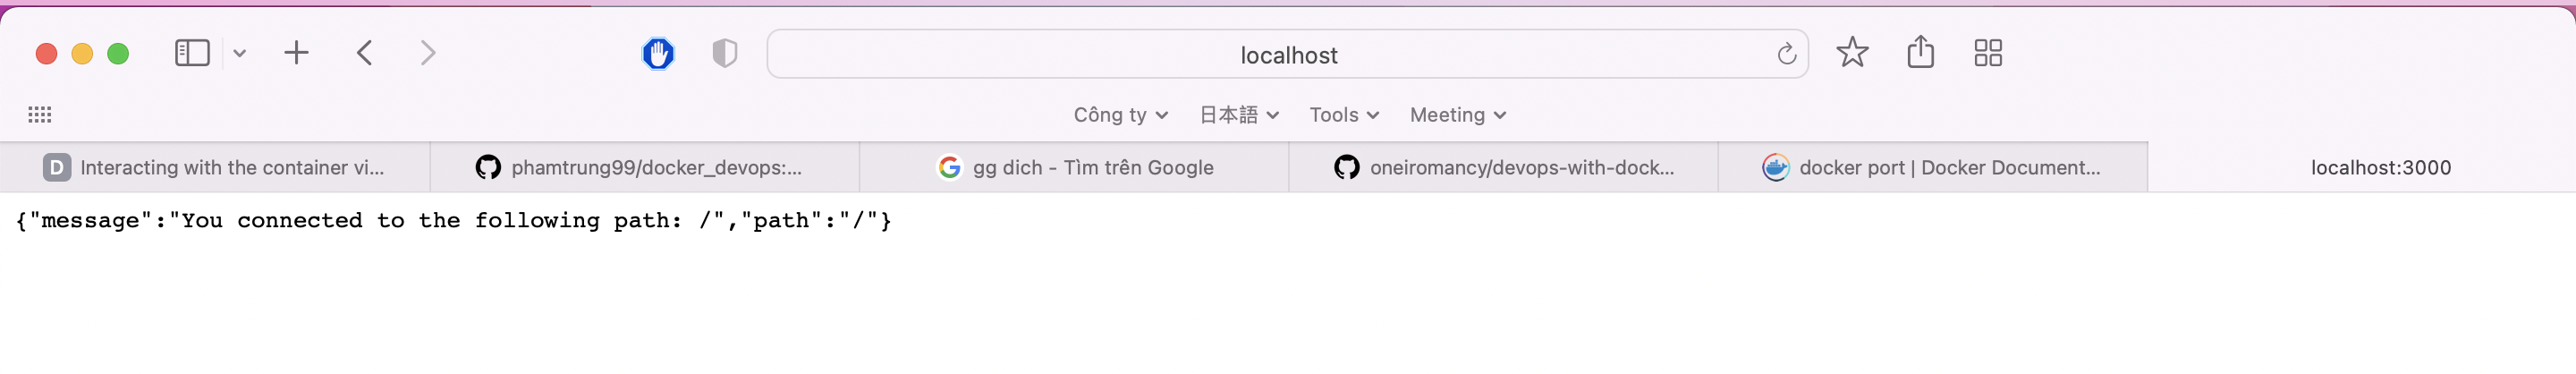 localhost
Công ty 日本語 Tools Meeting
D Interacting with the container vi... phamtrung99/docker_devops:... gg dich - Tìm trên Google oneiromancy/devops-with-dock... docker port | Docker Document... localhost:3000
{"message":"You connected to the following path: /","path":"/"}